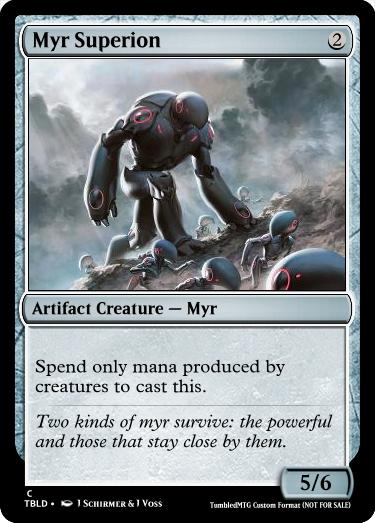 Myr Superion
2
Artifact Creature — Myr
Spend only mana produced by
creatures to cast this.
Two kinds of myr survive: the powerful
and those that stay close by them.
5/6
C
TBLD • J SCHIRMER & J VOSS
TumbledMTG Custom Format (NOT FOR SALE)